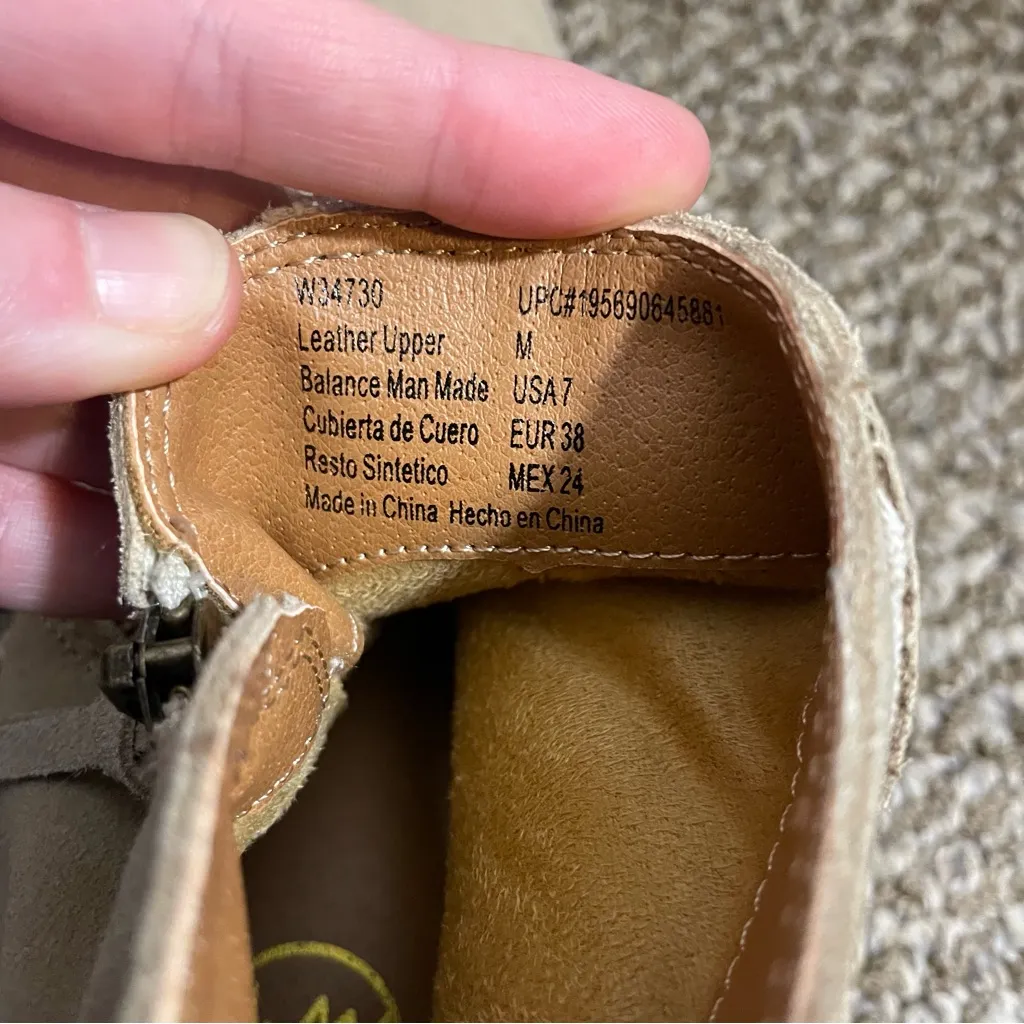 W34730 UPC#195690645881
Leather Upper M
Balance Man Made USA 7
Cubierta de Cuero EUR 38
Resto Sintetico MEX 24
Made in China Hecho en China